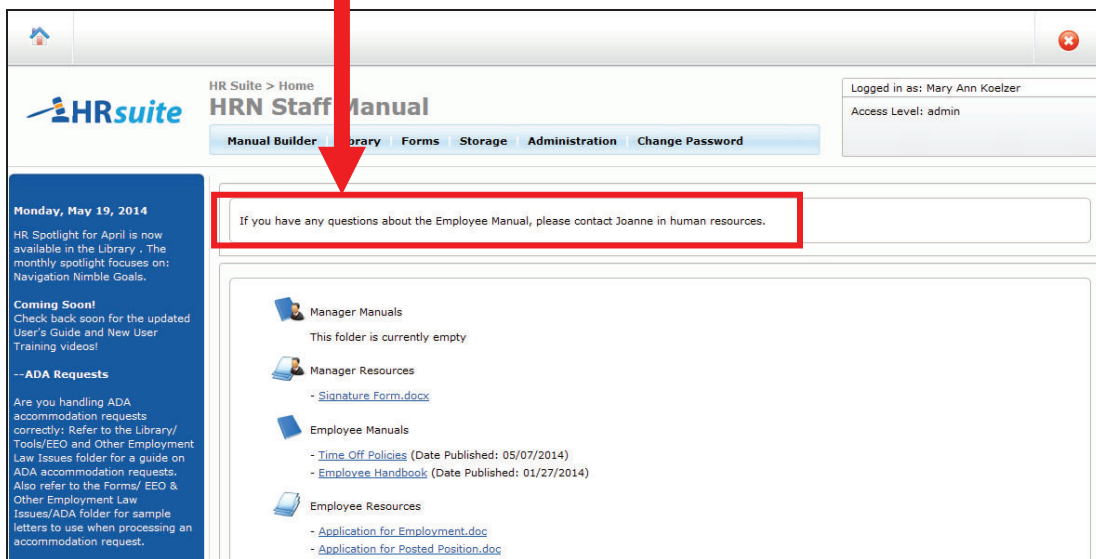 HR Suite > Home
HRN Staff Manual
HRsuite
Logged in as: Mary Ann Koelzer
Access Level: admin
Manual Builder Library Forms Storage Administration Change Password
Monday, May 19, 2014
HR Spotlight for April is now
available in the Library . The
monthly spotlight focuses on:
Navigation Nimble Goals.
Coming Soon!
Check back soon for the updated
User's Guide and New User
Training videos!
--ADA Requests
Are you handling ADA
accommodation requests
correctly: Refer to the Library/
Tools/EEO and Other Employment
Law Issues folder for a guide on
ADA accommodation requests.
Also refer to the Forms/ EEO &
Other Employment Law
Issues/ADA folder for sample
letters to use when processing an
accommodation request.
If you have any questions about the Employee Manual, please contact Joanne in human resources.
Manager Manuals
This folder is currently empty
Manager Resources
- Signature Form.docx
Employee Manuals
- Time Off Policies (Date Published: 05/07/2014)
- Employee Handbook (Date Published: 01/27/2014)
Employee Resources
- Application for Employment.doc
- Application for Posted Position.doc